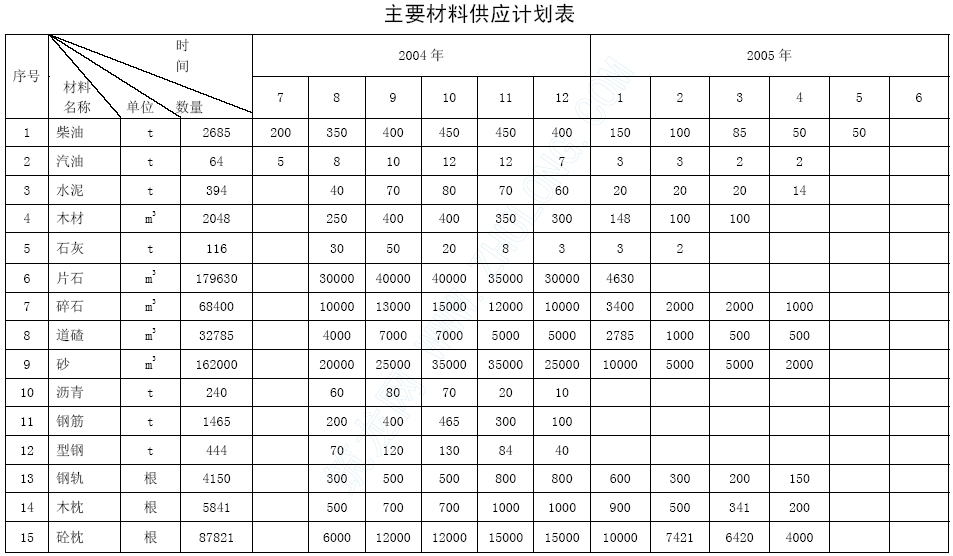 主要材料供应计划表
序号 材料名称 单位 数量 时间 2004 年 2005 年
7 8 9 10 11 12 1 2 3 4 5 6
1 柴油 t 2685 200 350 400 450 450 400 150 100 85 50 50
2 汽油 t 64 5 8 10 12 12 7 3 3 2 2
3 水泥 t 394 40 70 80 70 60 20 20 20 14
4 木材 m³ 2048 250 400 400 350 300 148 100 100
5 石灰 t 116 30 50 20 8 3 3 2
6 片石 m³ 179630 30000 40000 40000 35000 30000 4630
7 碎石 m³ 68400 10000 13000 15000 12000 10000 3400 2000 2000 1000
8 道碴 m³ 32785 4000 7000 7000 5000 5000 2785 1000 500 500
9 砂 m³ 162000 20000 25000 35000 35000 25000 10000 5000 5000 2000
10 沥青 t 240 60 80 70 20 10
11 钢筋 t 1465 200 400 465 300 100
12 型钢 t 444 70 120 130 84 40
13 钢轨 根 4150 300 500 500 800 800 600 300 200 150
14 木枕 根 5841 500 700 700 1000 1000 900 500 341 200
15 砼枕 根 87821 6000 12000 12000 15000 15000 10000 7421 6420 4000